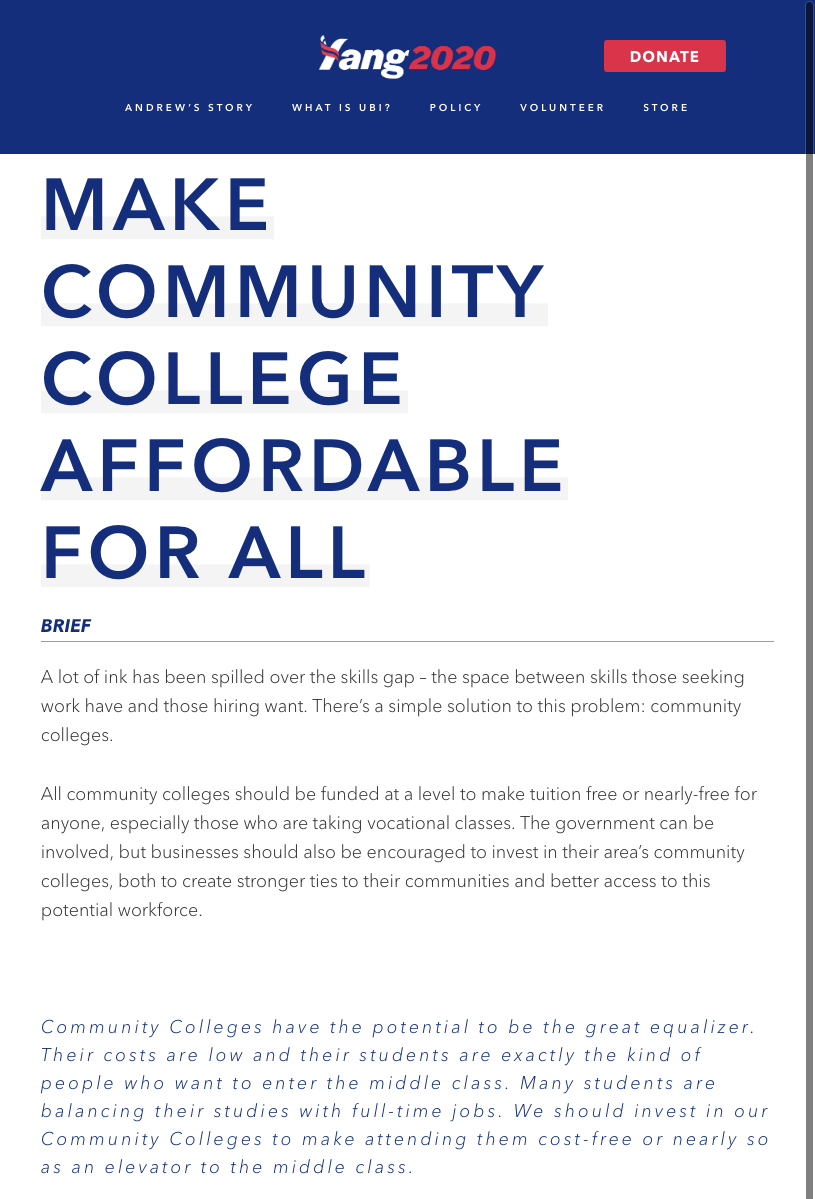 Yang2020
DONATE
ANDREW'S STORY WHAT IS UBI? POLICY VOLUNTEER STORE
MAKE
COMMUNITY
COLLEGE
AFFORDABLE
FOR ALL
BRIEF
A lot of ink has been spilled over the skills gap – the space between skills those seeking
work have and those hiring want. There's a simple solution to this problem: community
colleges.
All community colleges should be funded at a level to make tuition free or nearly-free for
anyone, especially those who are taking vocational classes. The government can be
involved, but businesses should also be encouraged to invest in their area's community
colleges, both to create stronger ties to their communities and better access to this
potential workforce.
Community Colleges have the potential to be the great equalizer.
Their costs are low and their students are exactly the kind of
people who want to enter the middle class. Many students are
balancing their studies with full-time jobs. We should invest in our
Community Colleges to make attending them cost-free or nearly so
as an elevator to the middle class.